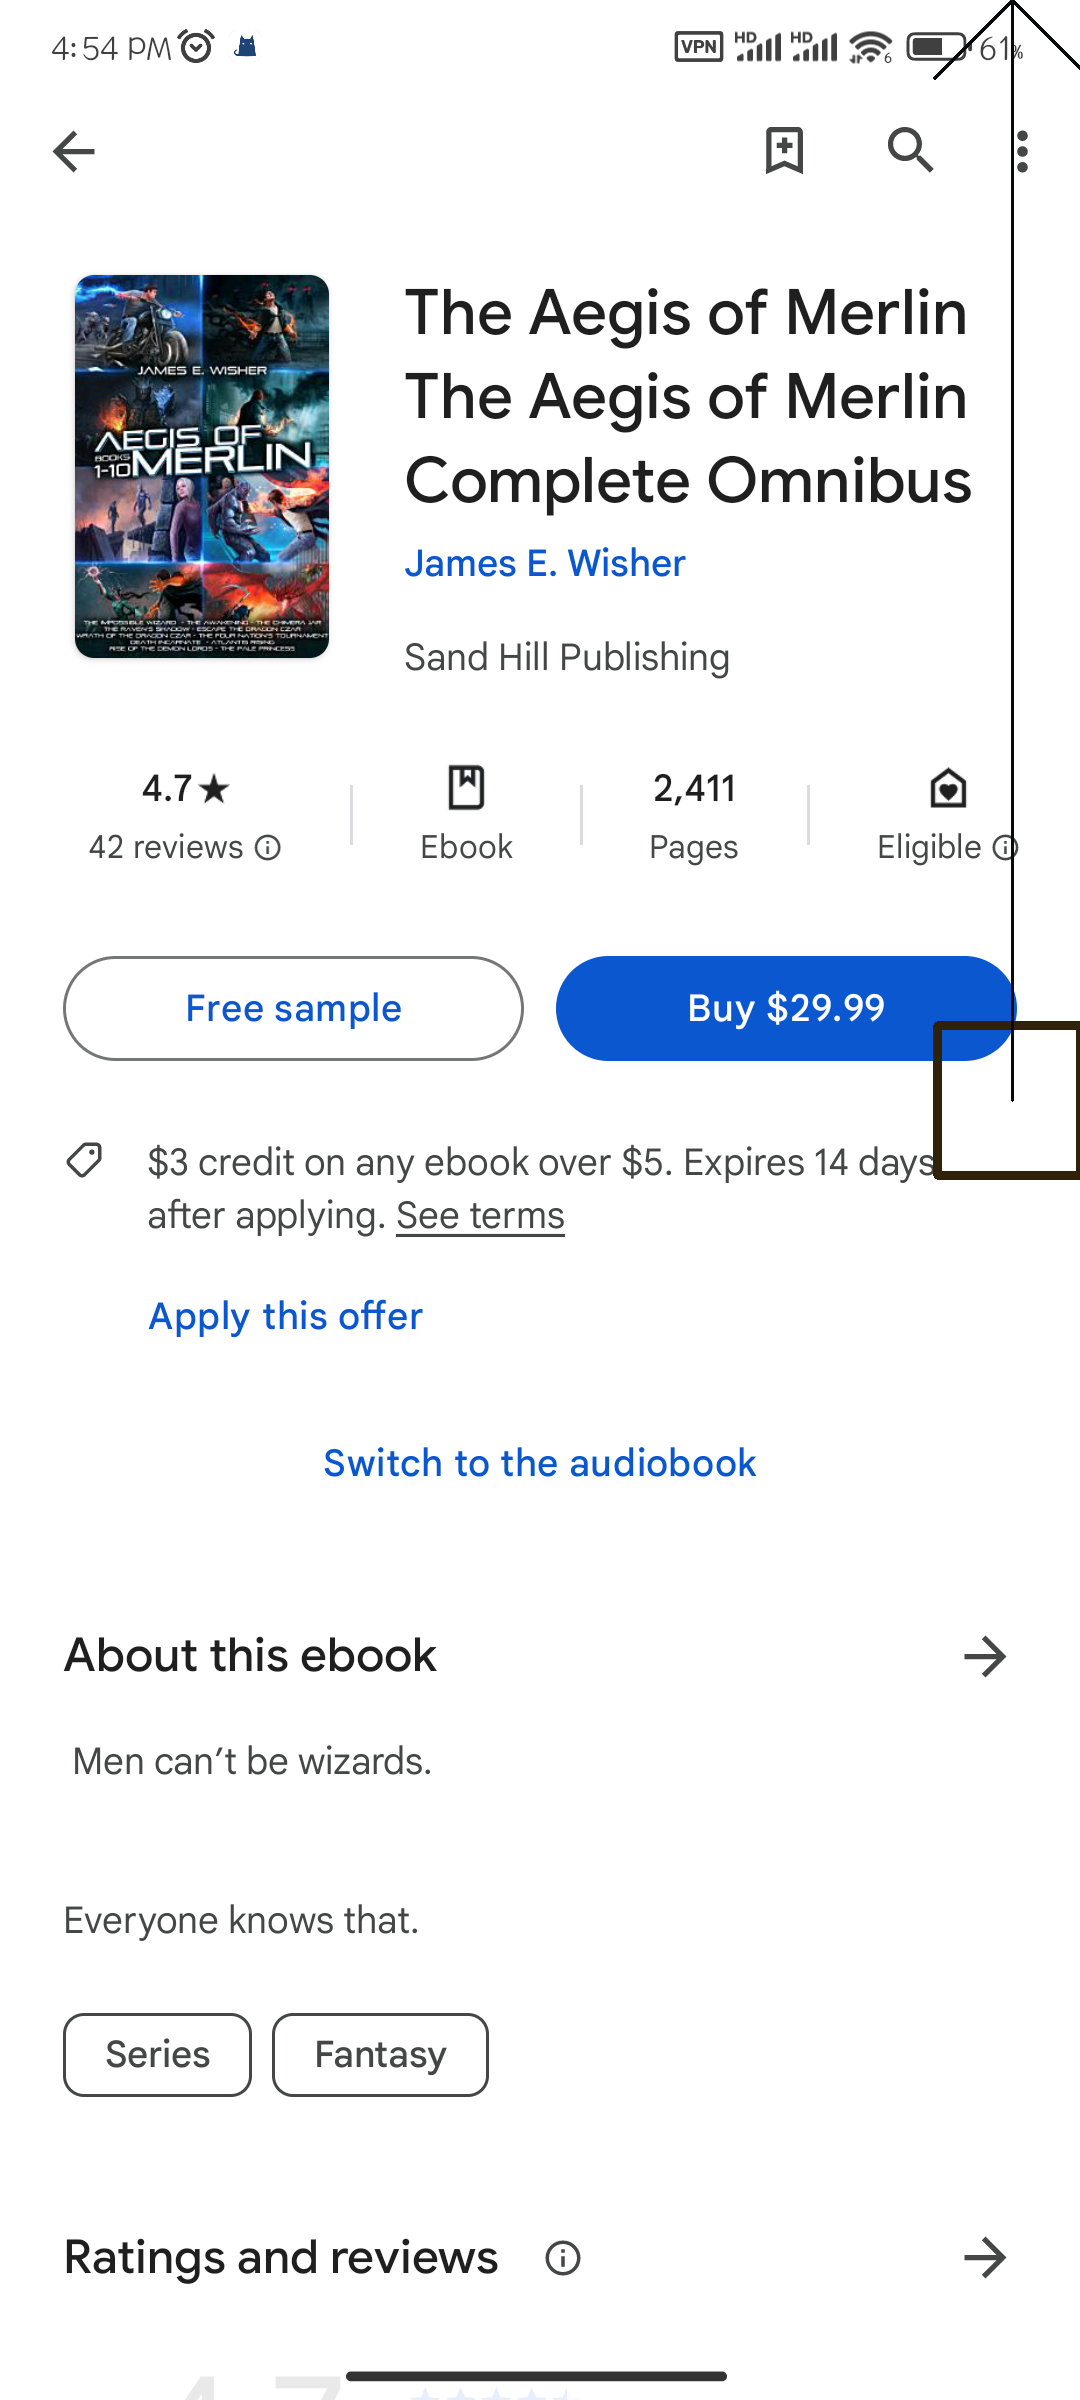 4:54 PM
VPN HD HD 6 61%
JAMES E. WISHER
AEGIS OF
BOOKS
1-10 MERLIN
THE IMPOSSIBLE WIZARD - THE AWAKENING - THE CHIMERA JAR
THE RAVEN'S SHADOW - ESCAPE THE DRAGON CZAR
WRATH OF THE DRAGON CZAR - THE FOUR NATIONS TOURNAMENT
DEATH INCARNATE - ATLANTIS RISING
RISE OF THE DEMON LORDS - THE PALE PRINCESS
The Aegis of Merlin
The Aegis of Merlin
Complete Omnibus
James E. Wisher
Sand Hill Publishing
4.7★
42 reviews
Ebook
2,411
Pages
Eligible
Free sample
Buy $29.99
$3 credit on any ebook over $5. Expires 14 days
after applying. See terms
Apply this offer
Switch to the audiobook
About this ebook
Men can’t be wizards.
Everyone knows that.
Series
Fantasy
Ratings and reviews
4.7